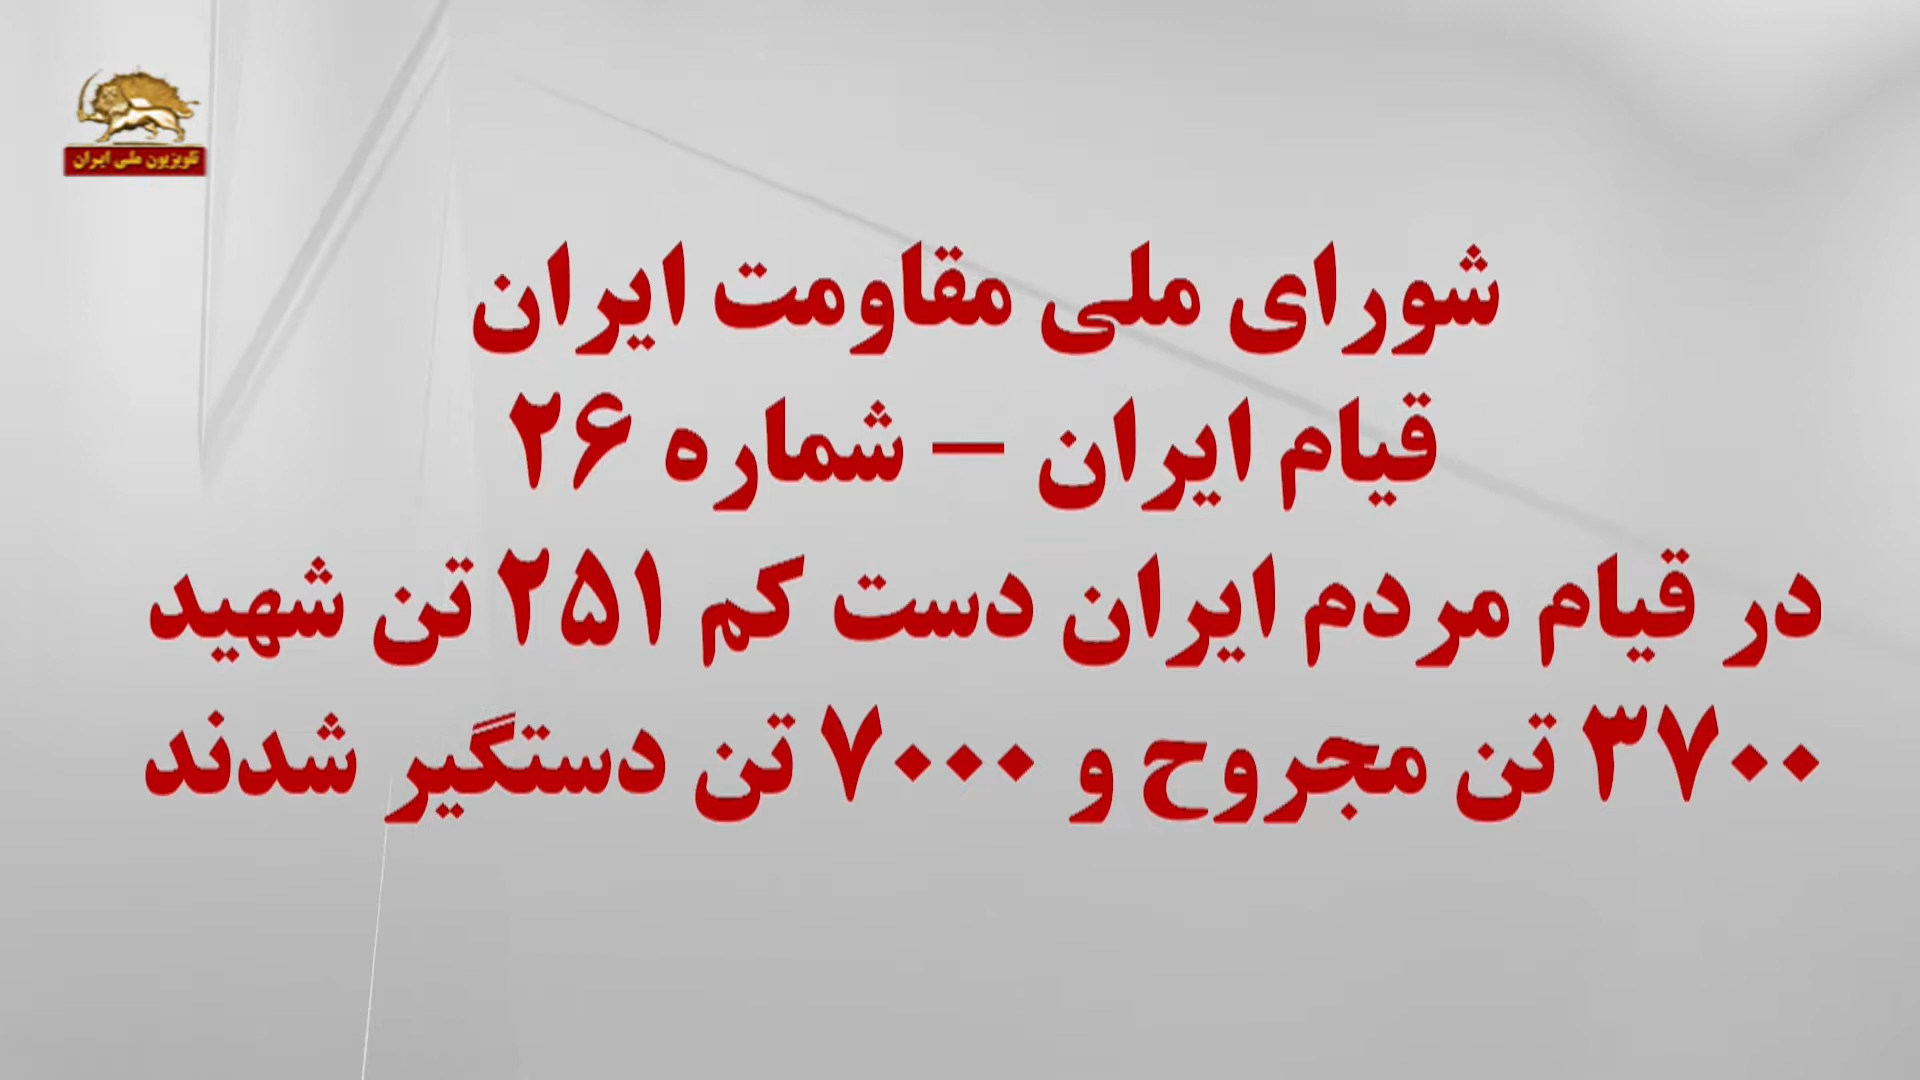 تلویزیون ملی ایران
شورای ملی مقاومت ایران
قیام ایران – شماره ۲۶
در قیام مردم ایران دست کم ۲۵۱ تن شهید
۳۷۰۰ تن مجروح و ۷۰۰۰ تن دستگیر شدند